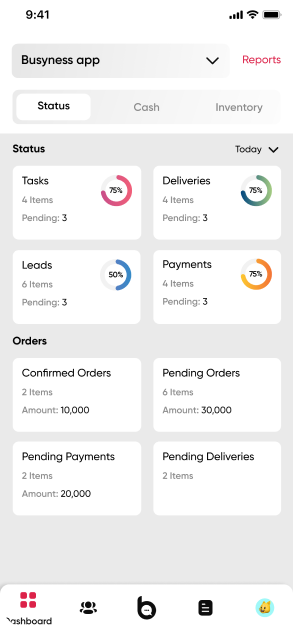 9:41
Busyness app
Reports
Status
Cash
Inventory
Status
Today
Tasks
4 Items
Pending: 3
75%
Deliveries
4 Items
Pending: 3
75%
Leads
6 Items
Pending: 3
50%
Payments
4 Items
Pending: 3
75%
Orders
Confirmed Orders
2 Items
Amount: 10,000
Pending Orders
6 Items
Amount: 30,000
Pending Payments
2 Items
Amount: 20,000
Pending Deliveries
2 Items
Dashboard